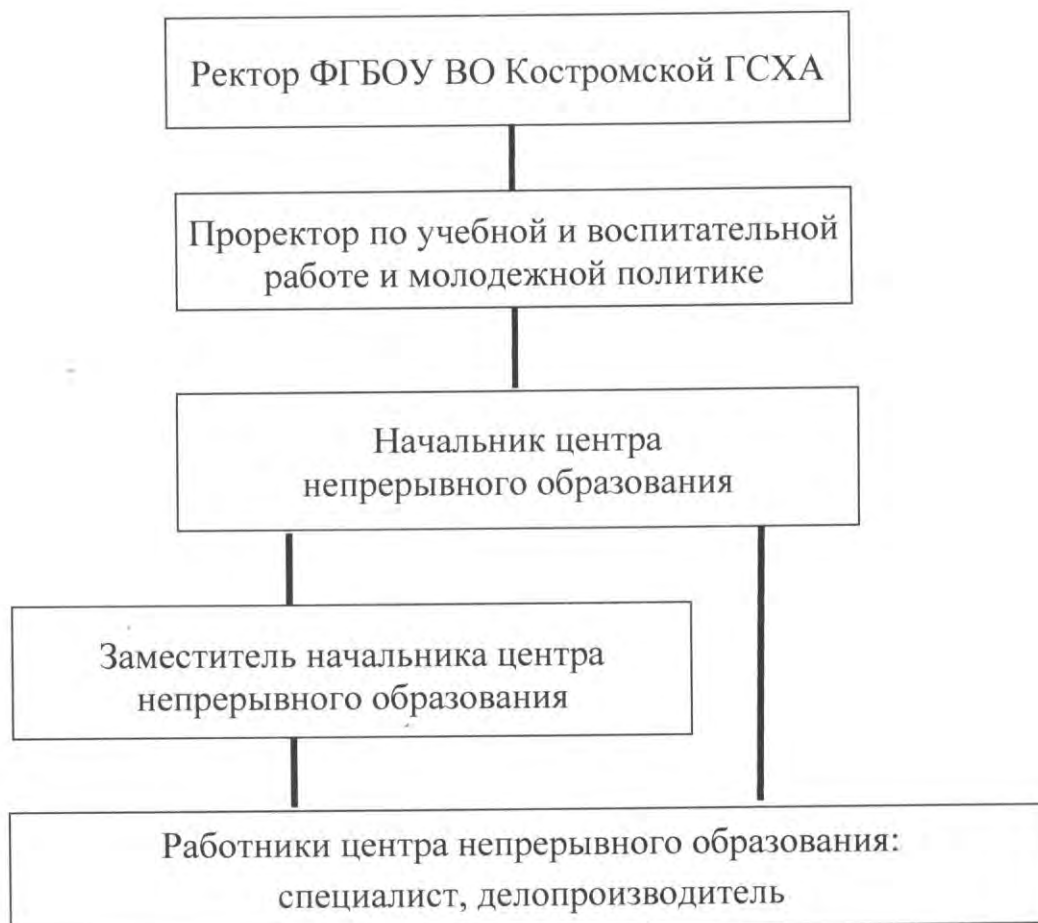 Ректор ФГБОУ ВО Костромской ГСХА
Проректор по учебной и воспитательной
работе и молодежной политике
Начальник центра
непрерывного образования
Заместитель начальника центра
непрерывного образования
Работники центра непрерывного образования:
специалист, делопроизводитель